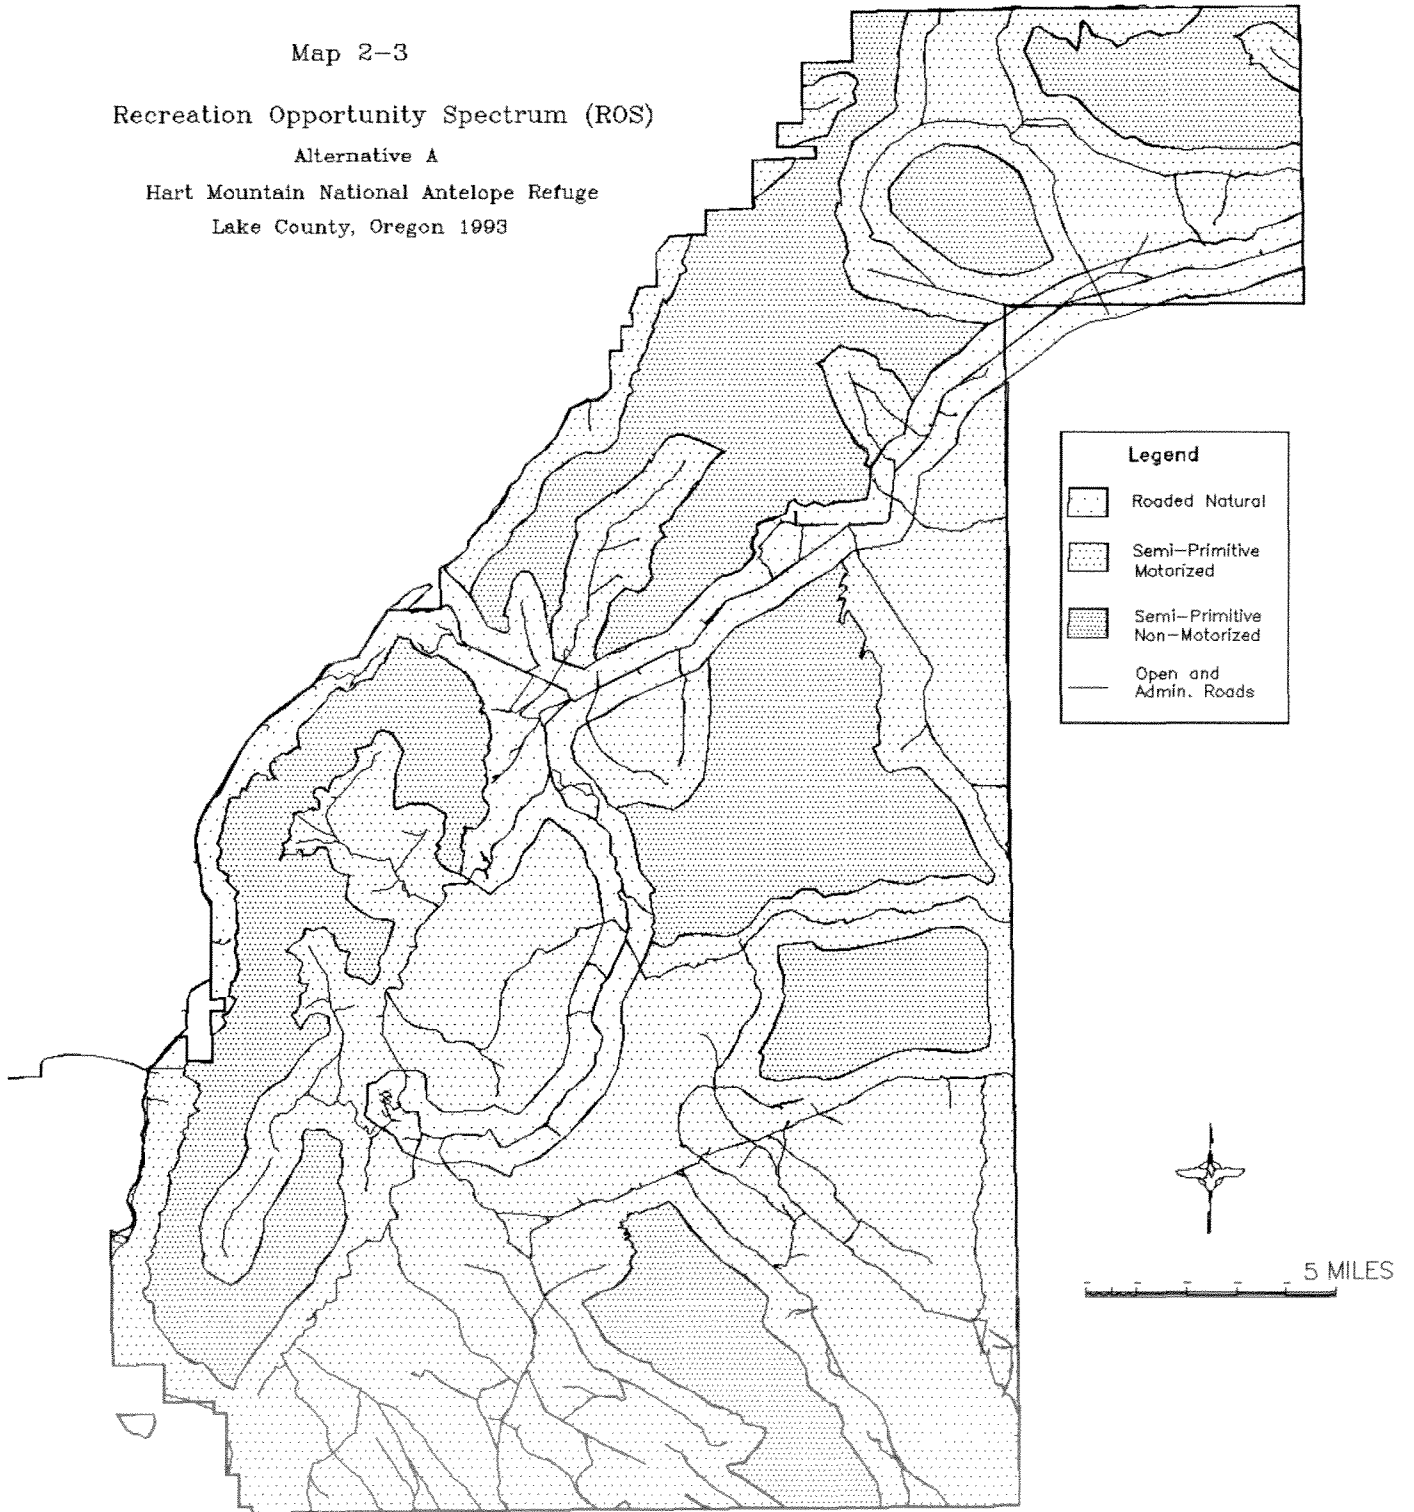 Map 2-3
Recreation Opportunity Spectrum (ROS)
Alternative A
Hart Mountain National Antelope Refuge
Lake County, Oregon 1993
Legend
Roaded Natural
Semi-Primitive
Motorized
Semi-Primitive
Non-Motorized
Open and
Admin. Roads
5 MILES